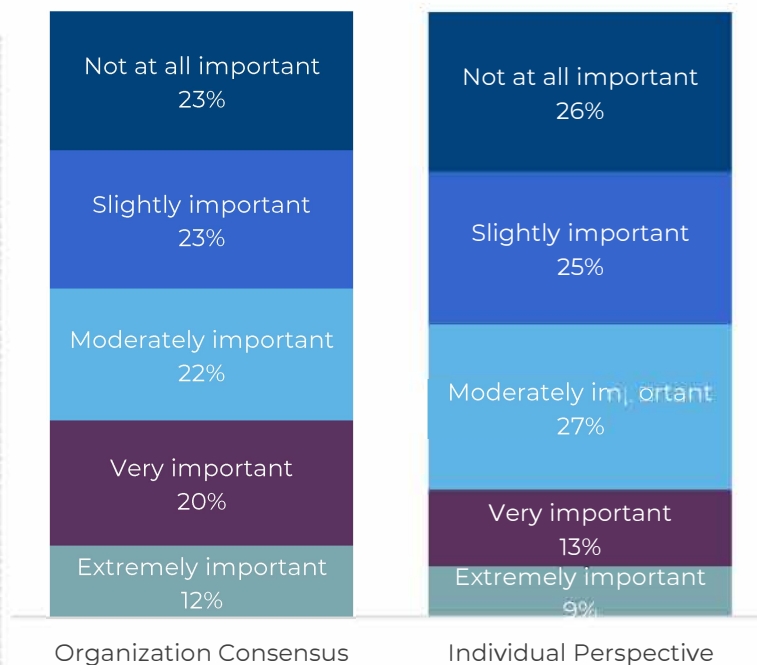 Not at all important
23%
Slightly important
23%
Moderately important
22%
Very important
20%
Extremely important
12%
Organization Consensus
Not at all important
26%
Slightly important
25%
Moderately important
27%
Very important
13%
Extremely important
9%
Individual Perspective